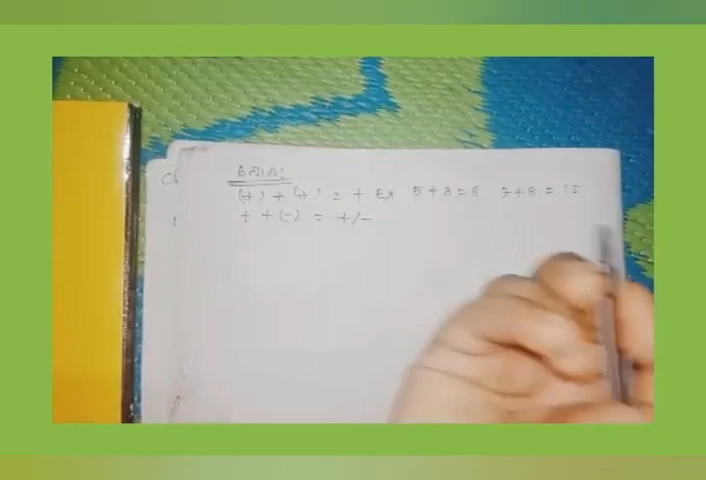 (+) + (+) = + Ex 5+3=8 7+8=15
+ + (-) = +/-